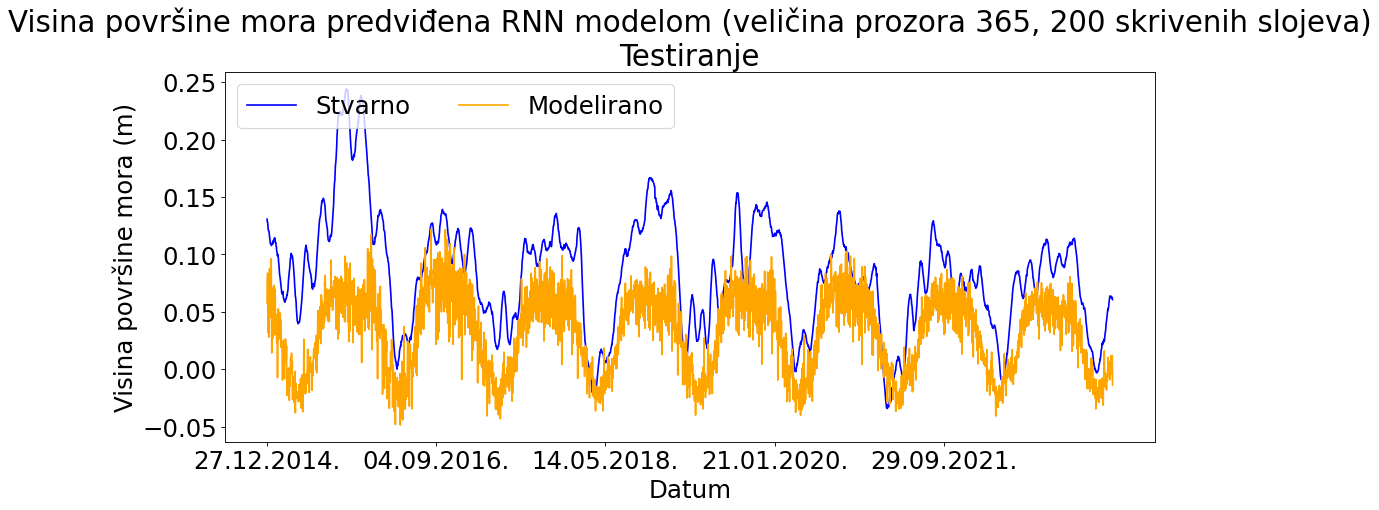 Visina površine mora predviđena RNN modelom (veličina prozora 365, 200 skrivenih slojeva)
Testiranje
Stvarno
Modelirano
Visina površine mora (m)
0.25
0.20
0.15
0.10
0.05
0.00
−0.05
27.12.2014.
04.09.2016.
14.05.2018.
21.01.2020.
29.09.2021.
Datum